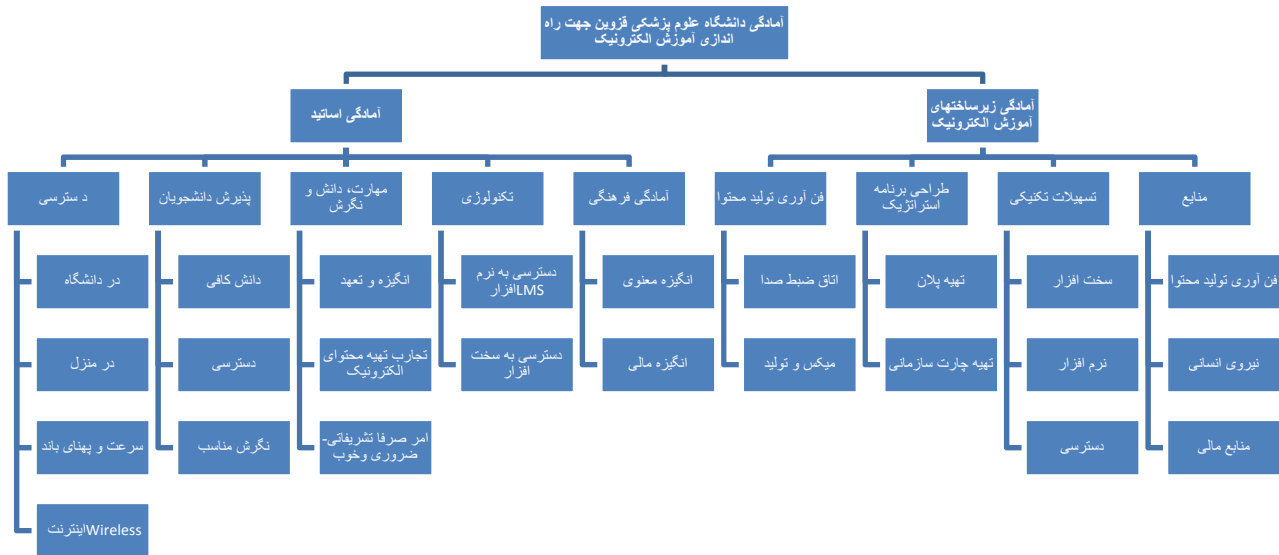 آمادگی دانشگاه علوم پزشکی قزوین جهت راه
اندازی آموزش الکترونیک
آمادگی زیرساختهای
آموزش الکترونیک
آمادگی اساتید
منابع
تسهیلات تکنیکی
طراحی برنامه
استراتژیک
فن آوری تولید محتوا
آمادگی فرهنگی
تکنولوژی
مهارت، دانش و
نگرش
پذیرش دانشجویان
د سترسی
فن آوری تولید محتوا
نیروی انسانی
منابع مالی
سخت افزار
نرم افزار
دسترسی
تهیه پلان
تهیه چارت سازمانی
اتاق ضبط صدا
میکس و تولید
انگیزه معنوی
انگیزه مالی
دسترسی به نرم
افزارLMS
دسترسی به سخت
افزار
انگیزه و تعهد
تجارب تهیه محتوای
الکترونیک
امر صرفا تشریفاتی-
ضروری وخوب
دانش کافی
دسترسی
نگرش مناسب
در دانشگاه
در منزل
سرعت و پهنای باند
اینترنتWireless